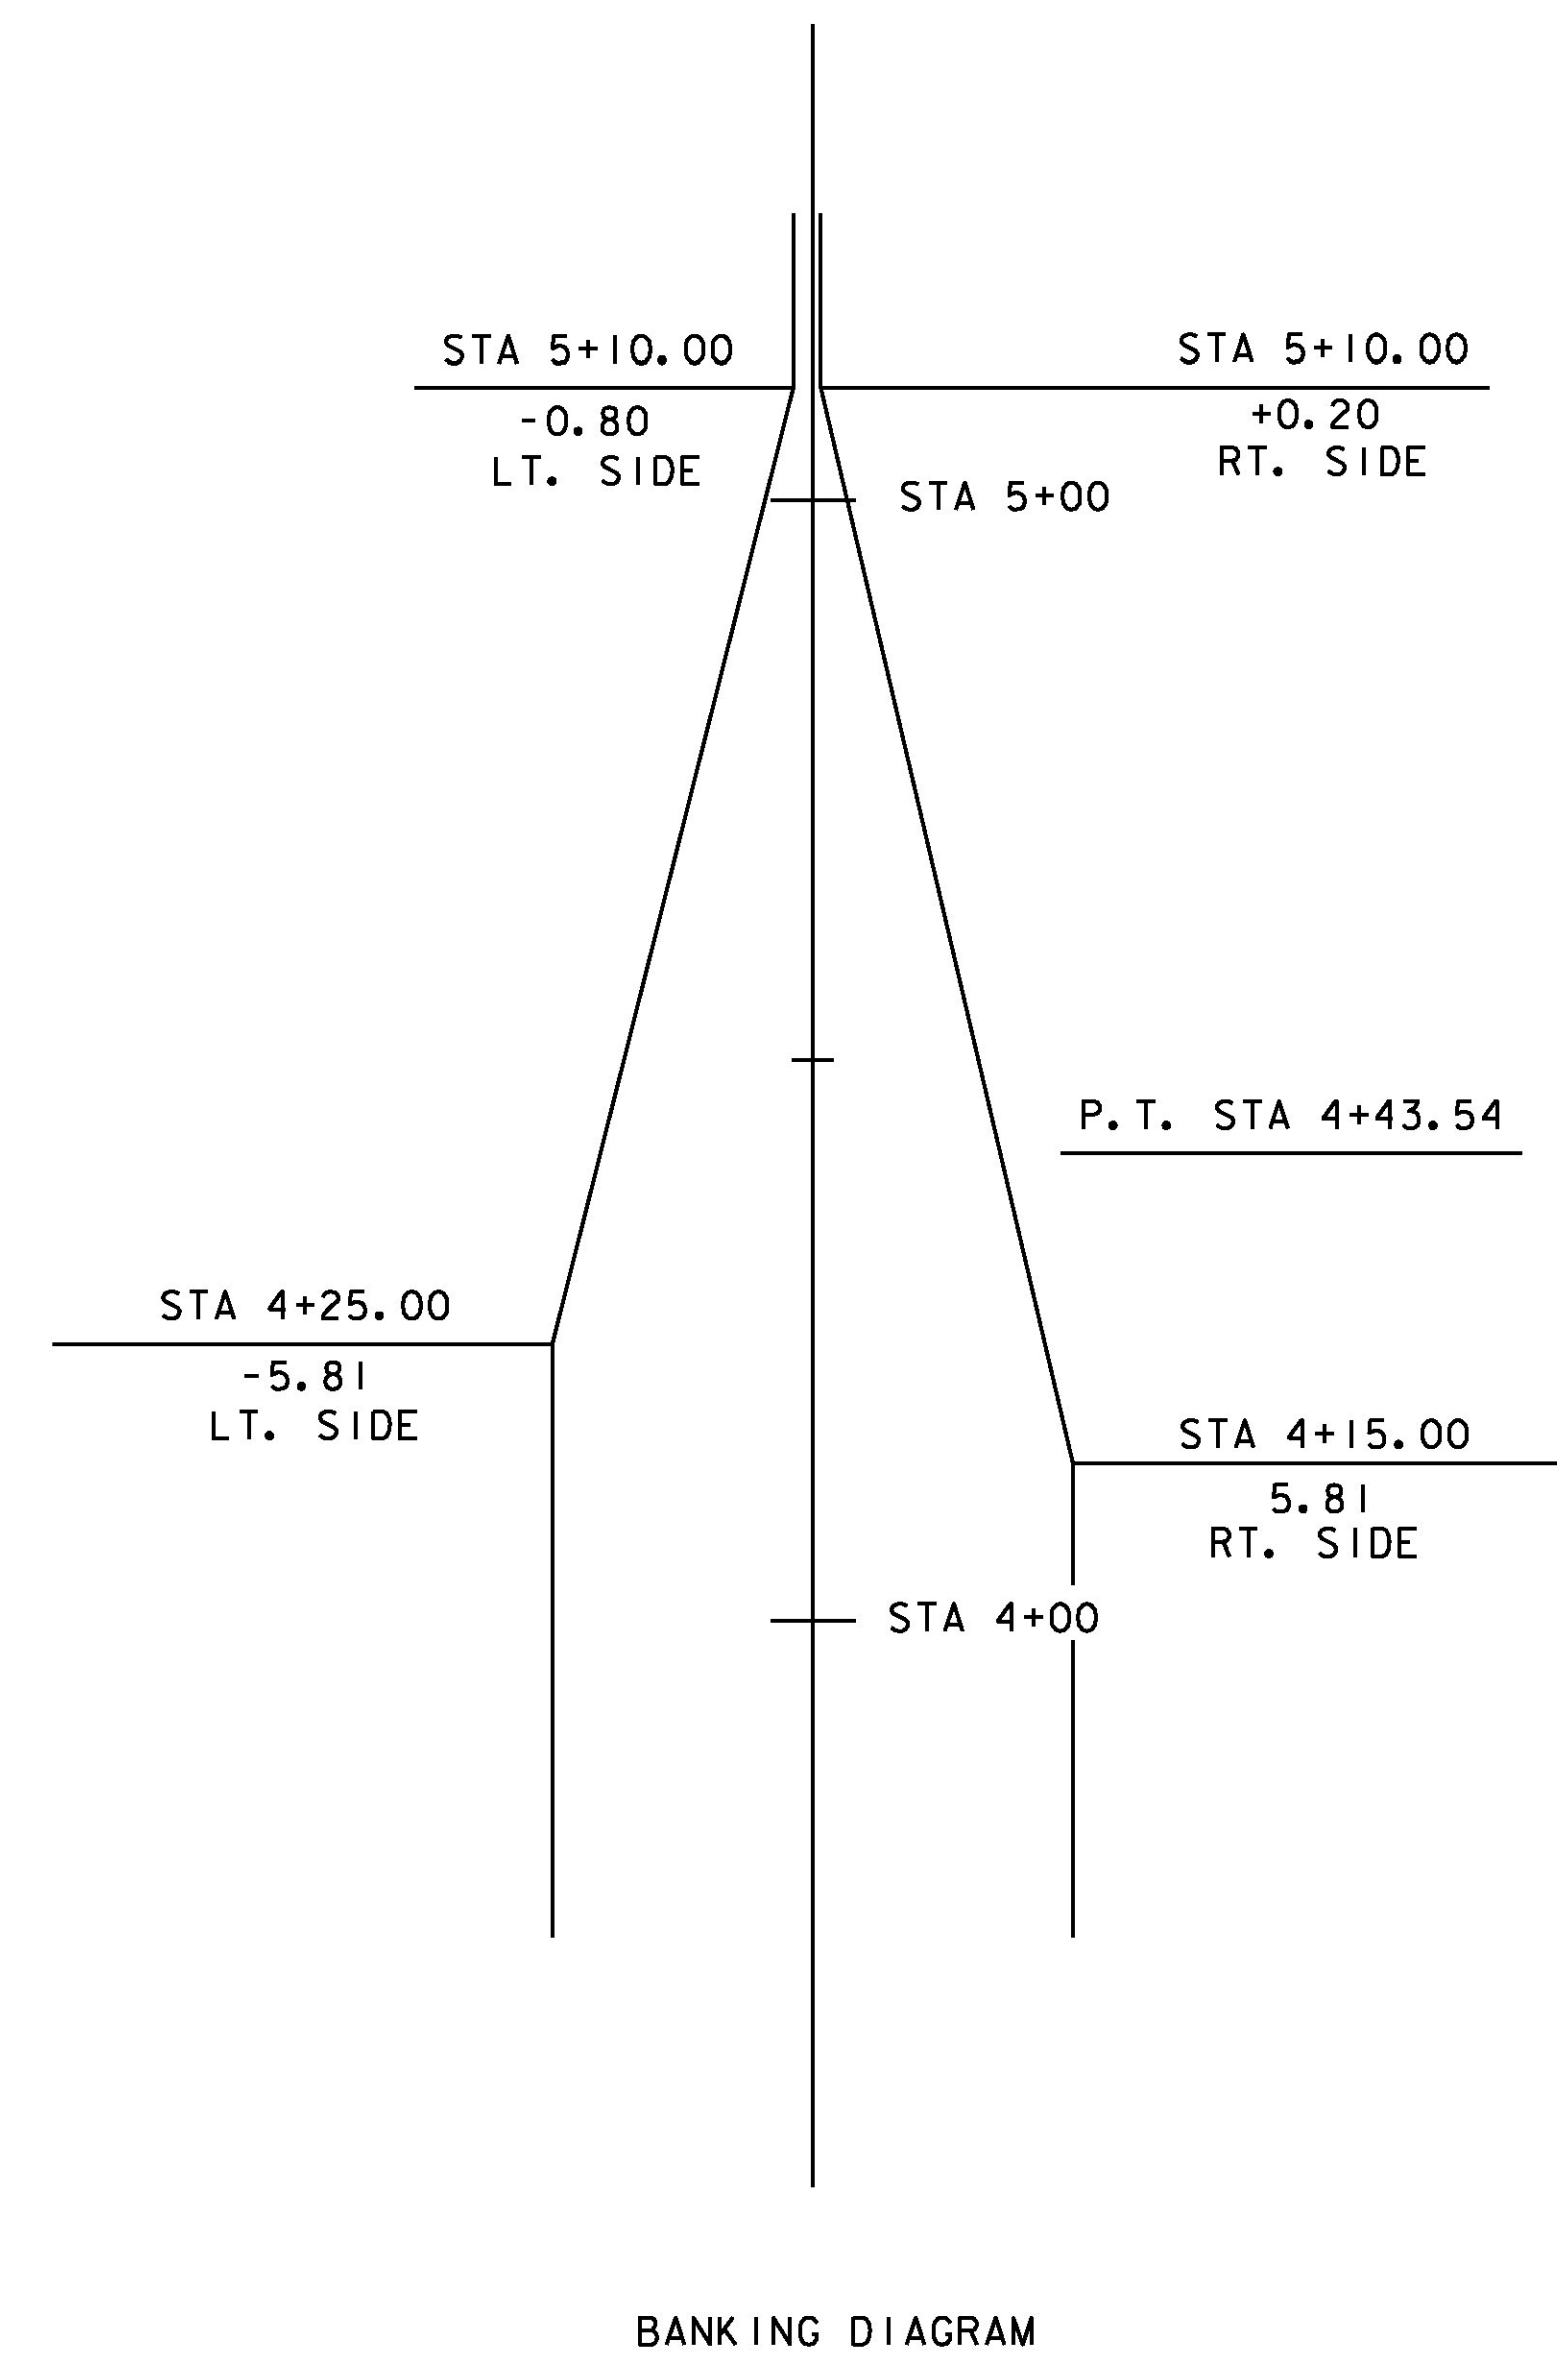 STA 5+10.00
-0.80
LT. SIDE
STA 5+10.00
+0.20
RT. SIDE
STA 5+00
P.T. STA 4+43.54
STA 4+25.00
-5.81
LT. SIDE
STA 4+15.00
5.81
RT. SIDE
STA 4+00
BANKING DIAGRAM